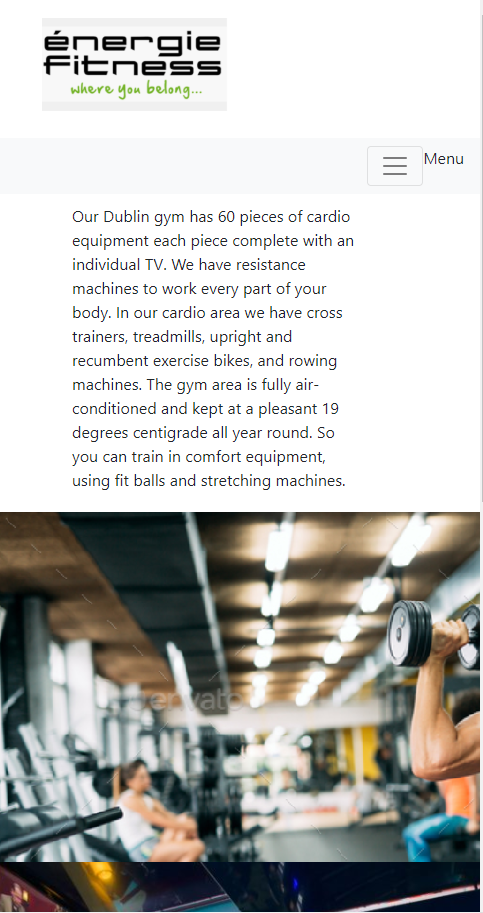 énergie
fitness
where you belong...
Menu
Our Dublin gym has 60 pieces of cardio
equipment each piece complete with an
individual TV. We have resistance
machines to work every part of your
body. In our cardio area we have cross
trainers, treadmills, upright and
recumbent exercise bikes, and rowing
machines. The gym area is fully air-
conditioned and kept at a pleasant 19
degrees centigrade all year round. So
you can train in comfort equipment,
using fit balls and stretching machines.
envato